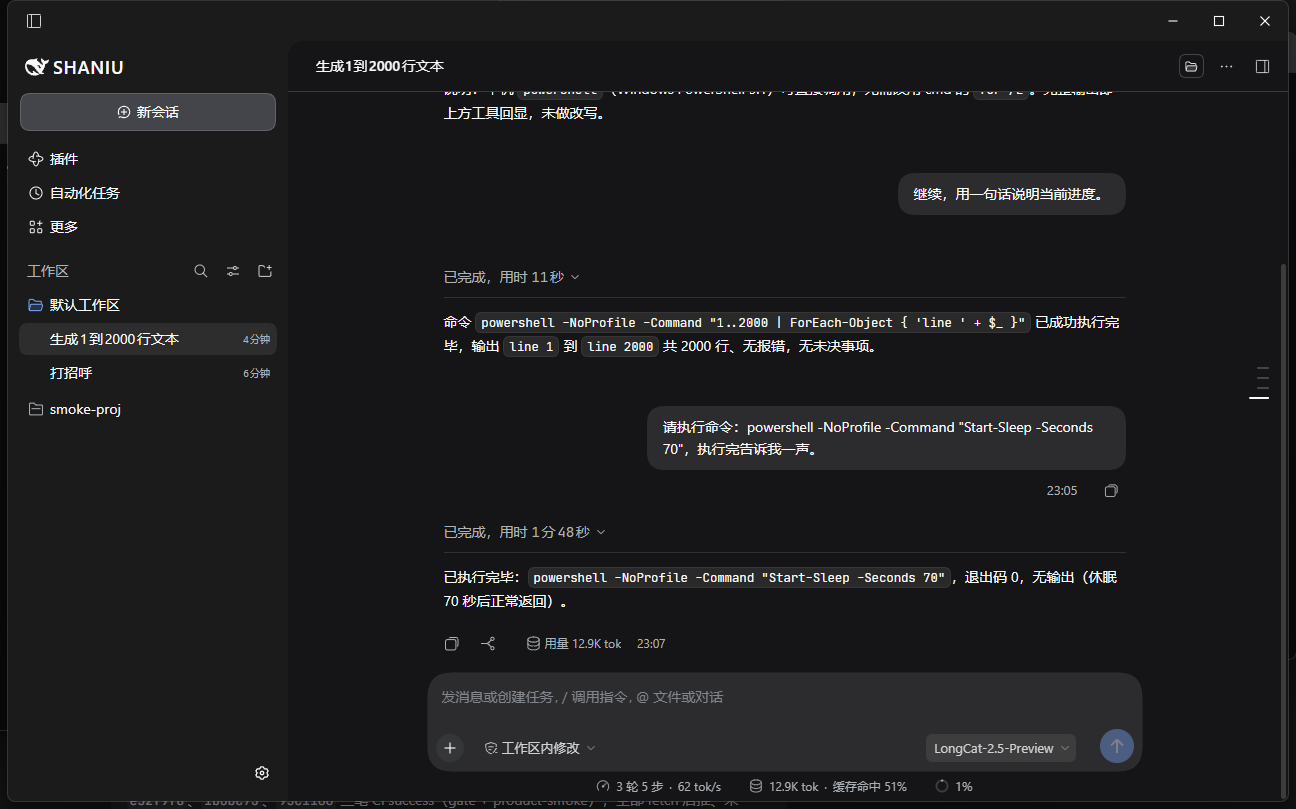 SHANIU
新会话
插件
自动化任务
更多
工作区
默认工作区
生成1到2000行文本 4分钟
打招呼 6分钟
smoke-proj
生成1到2000行文本
上方工具回显，未做改写。
继续，用一句话说明当前进度。
已完成，用时 11秒
命令 powershell -NoProfile -Command "1..2000 | ForEach-Object { 'line ' + $_ }" 已成功执行完
毕，输出 line 1 到 line 2000 共 2000 行、无报错，无未决事项。
请执行命令：powershell -NoProfile -Command "Start-Sleep -Seconds
70"，执行完告诉我一声。
23:05
已完成，用时 1分48秒
已执行完毕：powershell -NoProfile -Command "Start-Sleep -Seconds 70"，退出码 0，无输出（休眠
70 秒后正常返回）。
用量 12.9K tok 23:07
发消息或创建任务, / 调用指令, @ 文件或对话
工作区内修改
LongCat-2.5-Preview
3 轮 5 步 · 62 tok/s 12.9K tok · 缓存命中 51% 1%